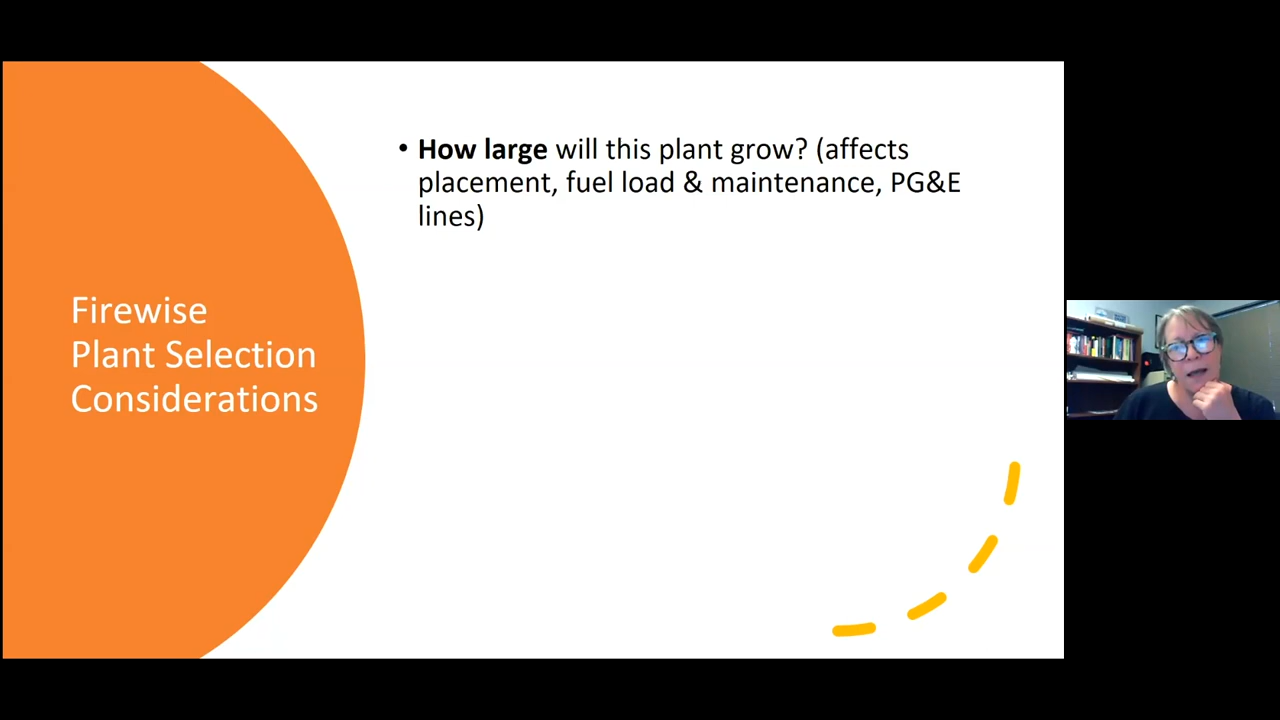 Firewise
Plant Selection
Considerations
• How large will this plant grow? (affects
placement, fuel load & maintenance, PG&E
lines)